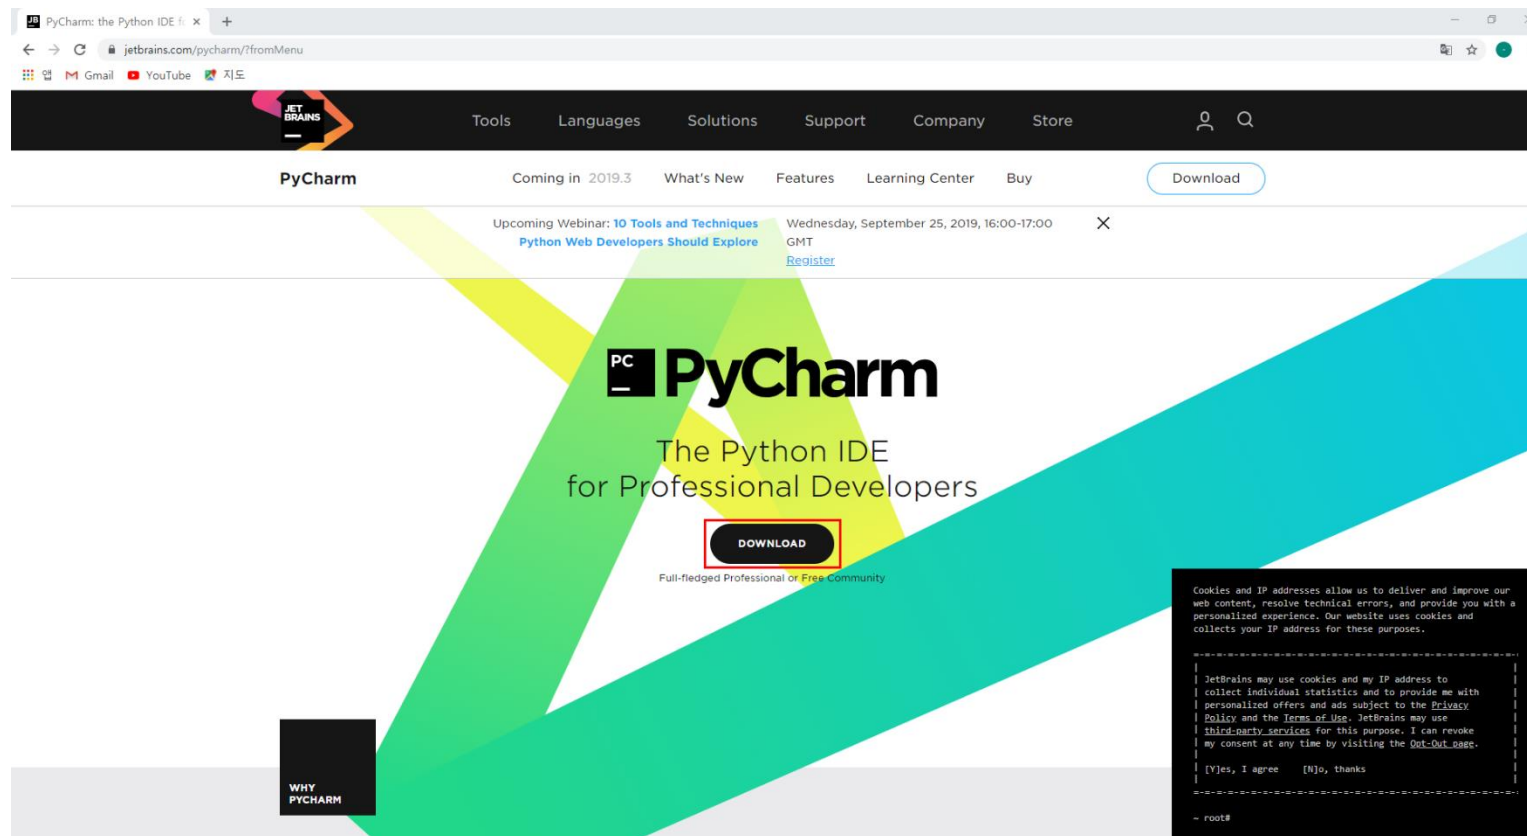 PyCharm: the Python IDE f
jetbrains.com/pycharm/?fromMenu
앱 Gmail YouTube 지도
JET
BRAINS
Tools Languages Solutions Support Company Store
PyCharm Coming in 2019.3 What's New Features Learning Center Buy Download
Upcoming Webinar: 10 Tools and Techniques
Python Web Developers Should Explore
Wednesday, September 25, 2019, 16:00-17:00
GMT
Register
PC
PyCharm
The Python IDE
for Professional Developers
DOWNLOAD
Full-fledged Professional or Free Community
WHY
PYCHARM
Cookies and IP addresses allow us to deliver and improve our
web content, resolve technical errors, and provide you with a
personalized experience. Our website uses cookies and
collects your IP address for these purposes.
JetBrains may use cookies and my IP address to
collect individual statistics and to provide me with
personalized offers and ads subject to the Privacy
Policy and the Terms of Use. JetBrains may use
third-party services for this purpose. I can revoke
my consent at any time by visiting the Opt-Out page.
[Y]es, I agree [N]o, thanks
~ root#